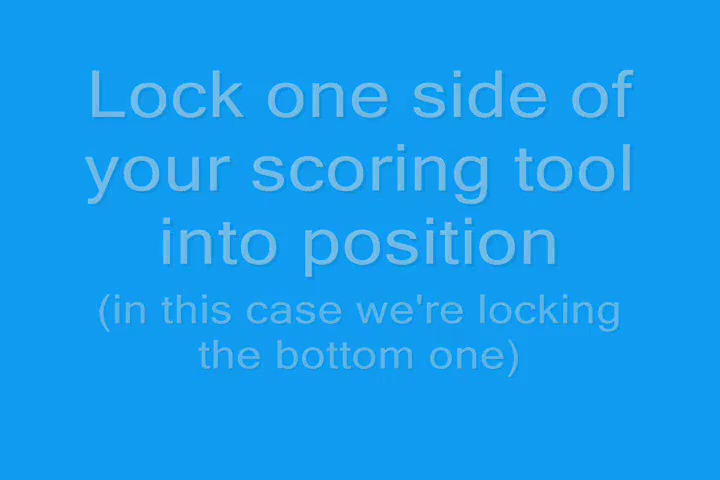 Lock one side of
your scoring tool
into position
(in this case we're locking
the bottom one)